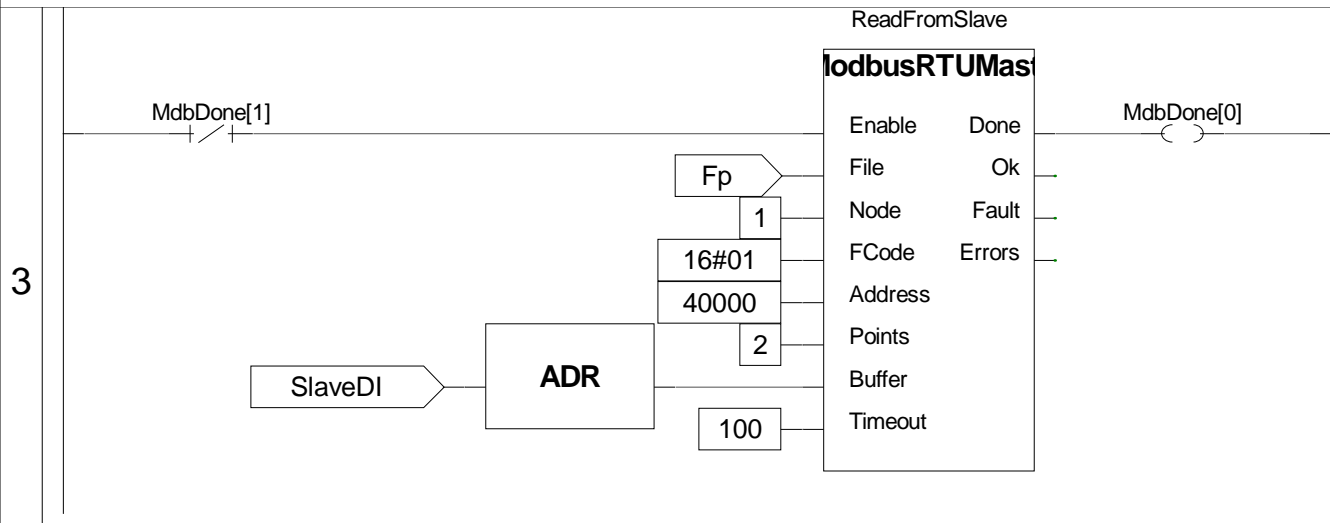 ReadFromSlave
lodbusRTUMast
MdbDone[1]
MdbDone[0]
Enable Done
Fp
File Ok
1
Node Fault
3
16#01
FCode Errors
40000
Address
2
Points
SlaveDI
ADR
Buffer
100
Timeout